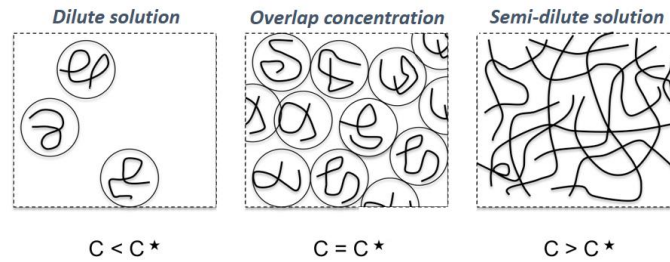 Dilute solution
Overlap concentration
Semi-dilute solution
C < C★
C = C★
C > C★